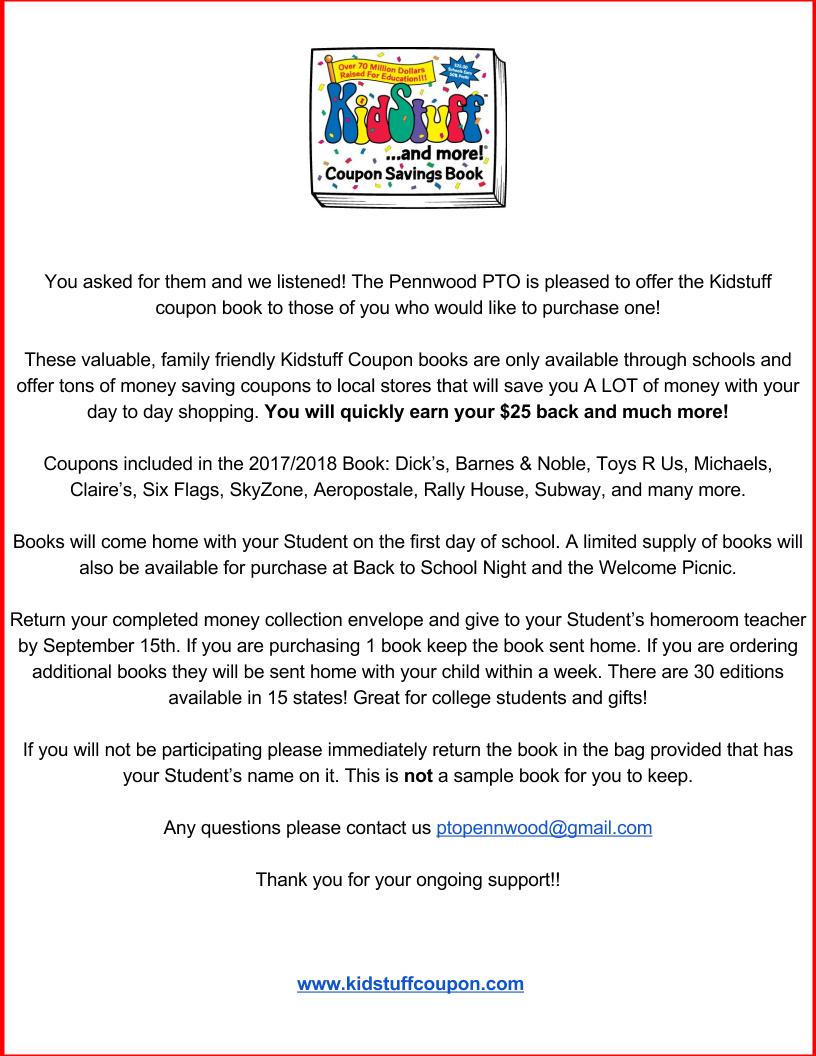 Over 70 Million Dollars
Raised For Education!!!
$25.00
Schools Earn
50% Profit
KidStuff™
...and more!®
Coupon Savings Book
You asked for them and we listened! The Pennwood PTO is pleased to offer the Kidstuff
coupon book to those of you who would like to purchase one!
These valuable, family friendly Kidstuff Coupon books are only available through schools and
offer tons of money saving coupons to local stores that will save you A LOT of money with your
day to day shopping. You will quickly earn your $25 back and much more!
Coupons included in the 2017/2018 Book: Dick’s, Barnes & Noble, Toys R Us, Michaels,
Claire’s, Six Flags, SkyZone, Aeropostale, Rally House, Subway, and many more.
Books will come home with your Student on the first day of school. A limited supply of books will
also be available for purchase at Back to School Night and the Welcome Picnic.
Return your completed money collection envelope and give to your Student’s homeroom teacher
by September 15th. If you are purchasing 1 book keep the book sent home. If you are ordering
additional books they will be sent home with your child within a week. There are 30 editions
available in 15 states! Great for college students and gifts!
If you will not be participating please immediately return the book in the bag provided that has
your Student’s name on it. This is not a sample book for you to keep.
Any questions please contact us ptopennwood@gmail.com
Thank you for your ongoing support!!
www.kidstuffcoupon.com